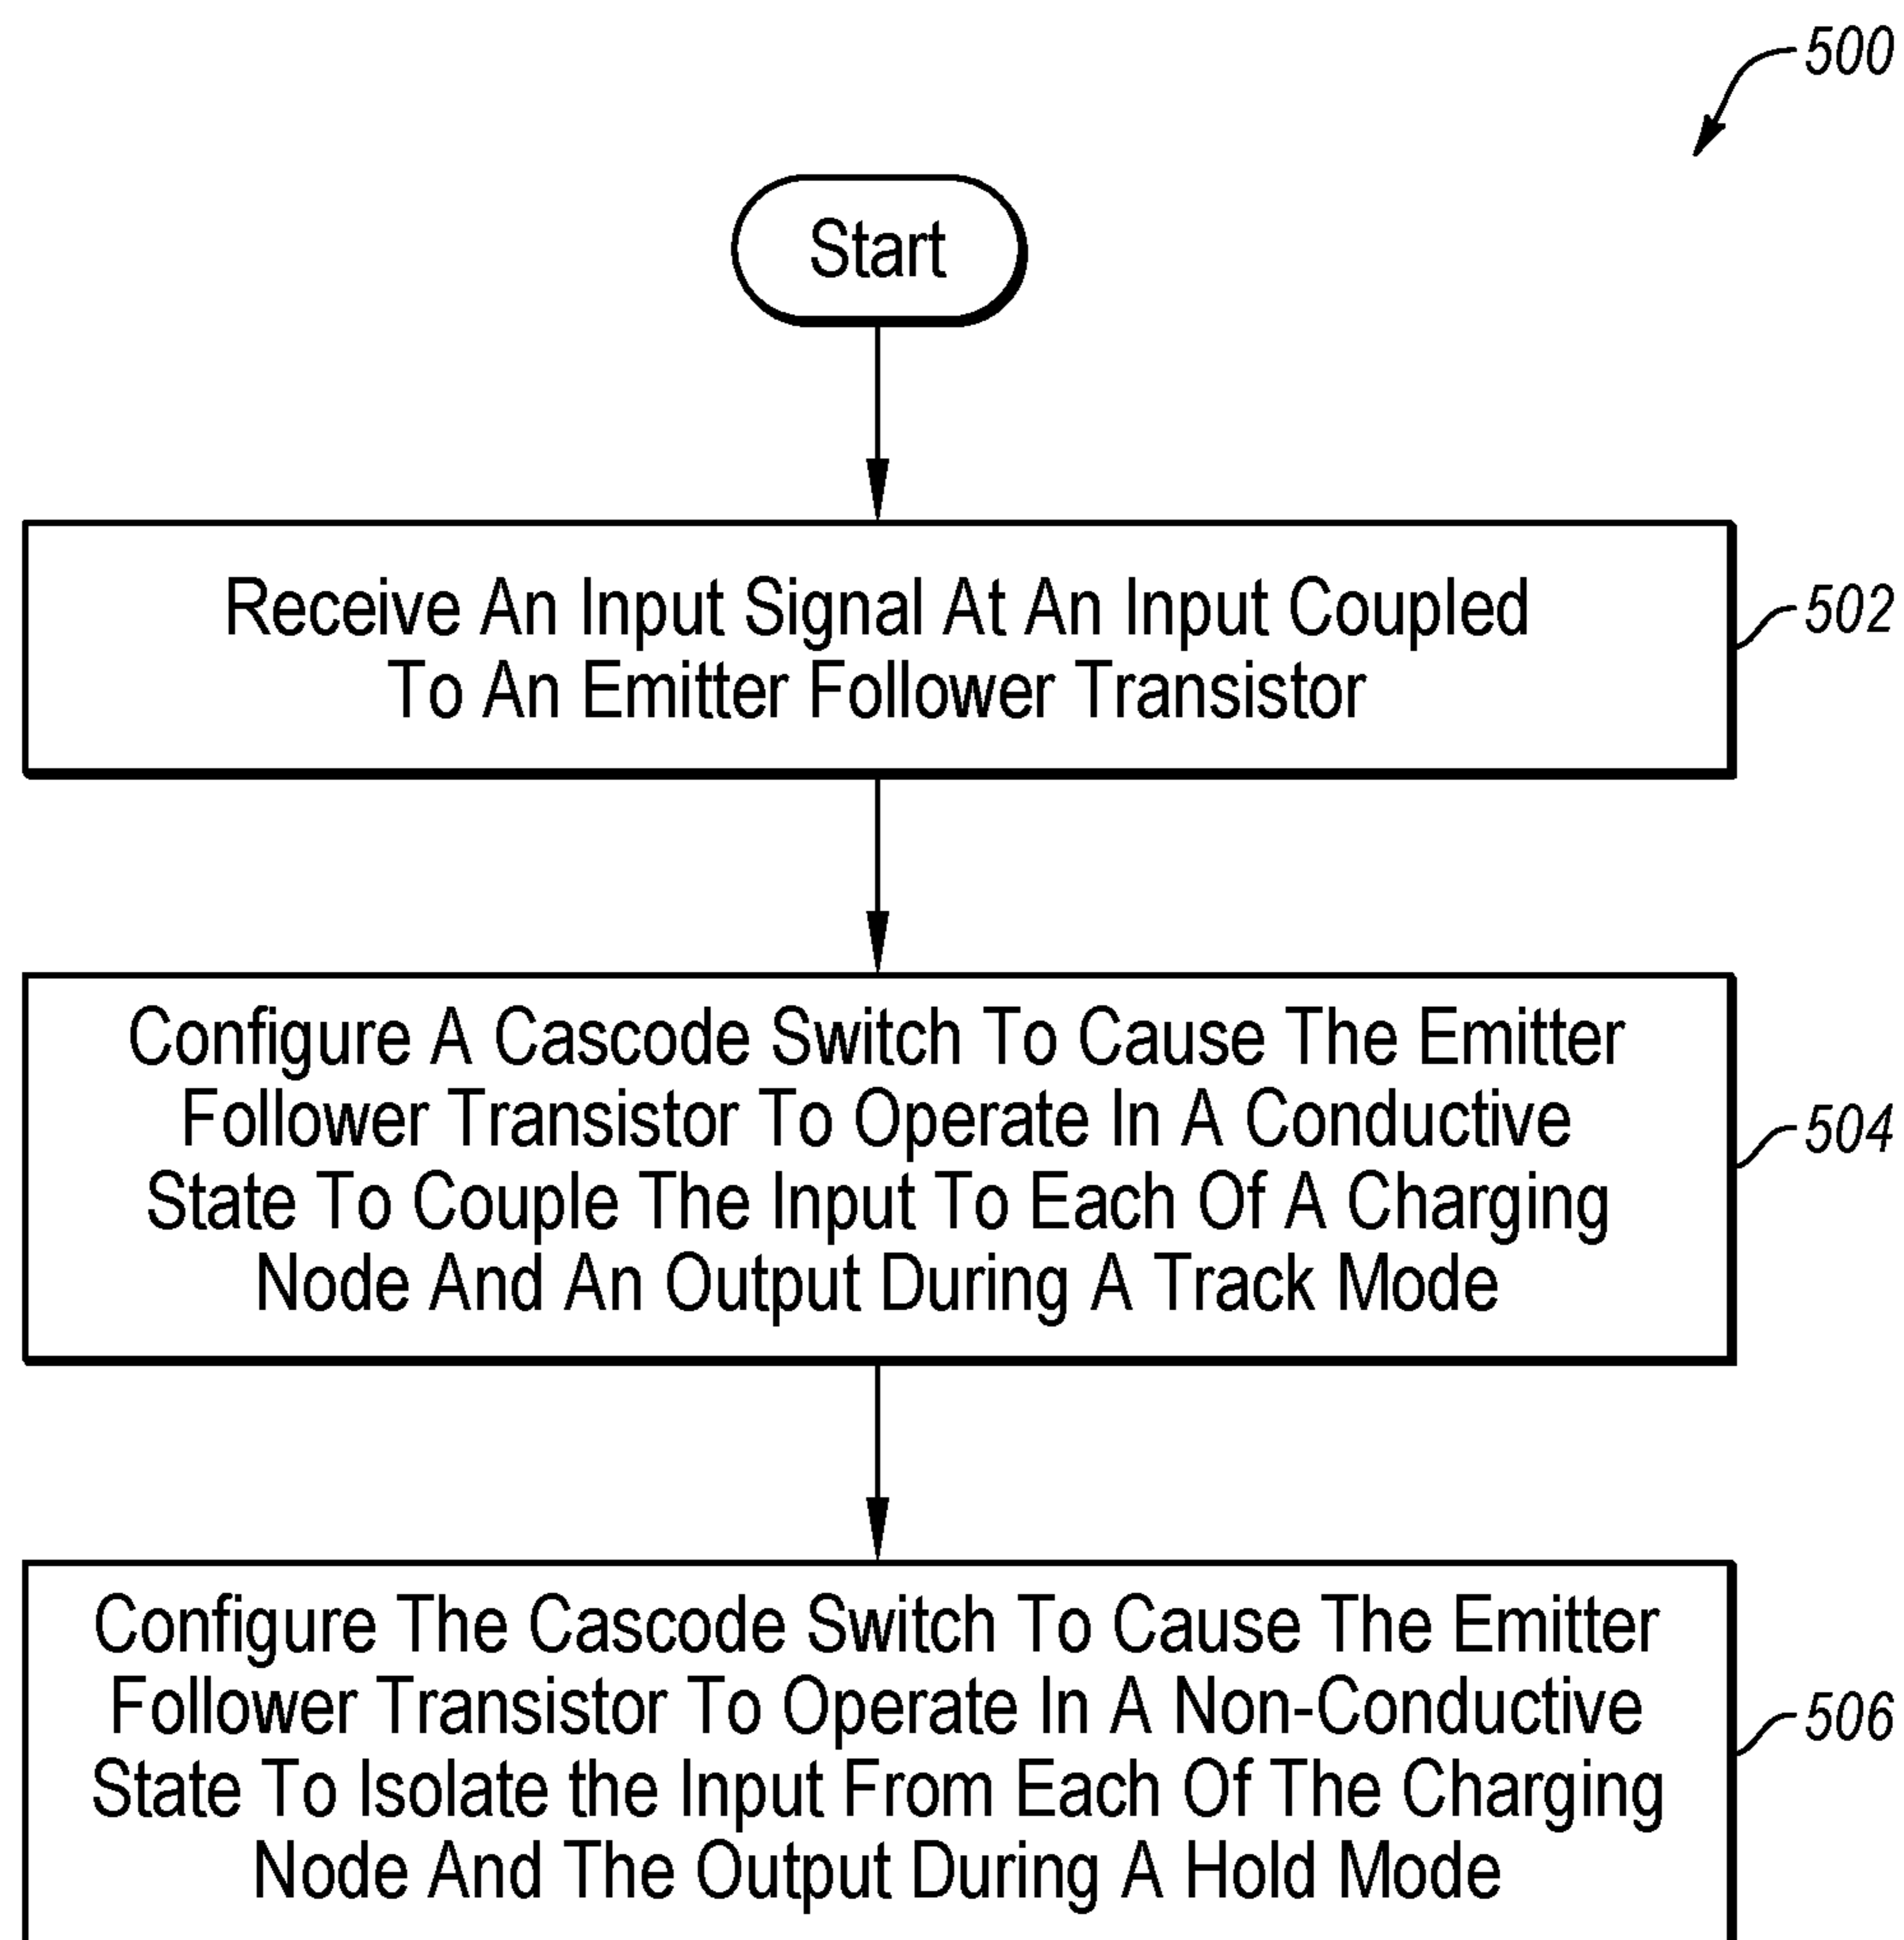 500
Start
Receive An Input Signal At An Input Coupled
To An Emitter Follower Transistor
502
Configure A Cascode Switch To Cause The Emitter
Follower Transistor To Operate In A Conductive
State To Couple The Input To Each Of A Charging
Node And An Output During A Track Mode
504
Configure The Cascode Switch To Cause The Emitter
Follower Transistor To Operate In A Non-Conductive
State To Isolate the Input From Each Of The Charging
Node And The Output During A Hold Mode
506